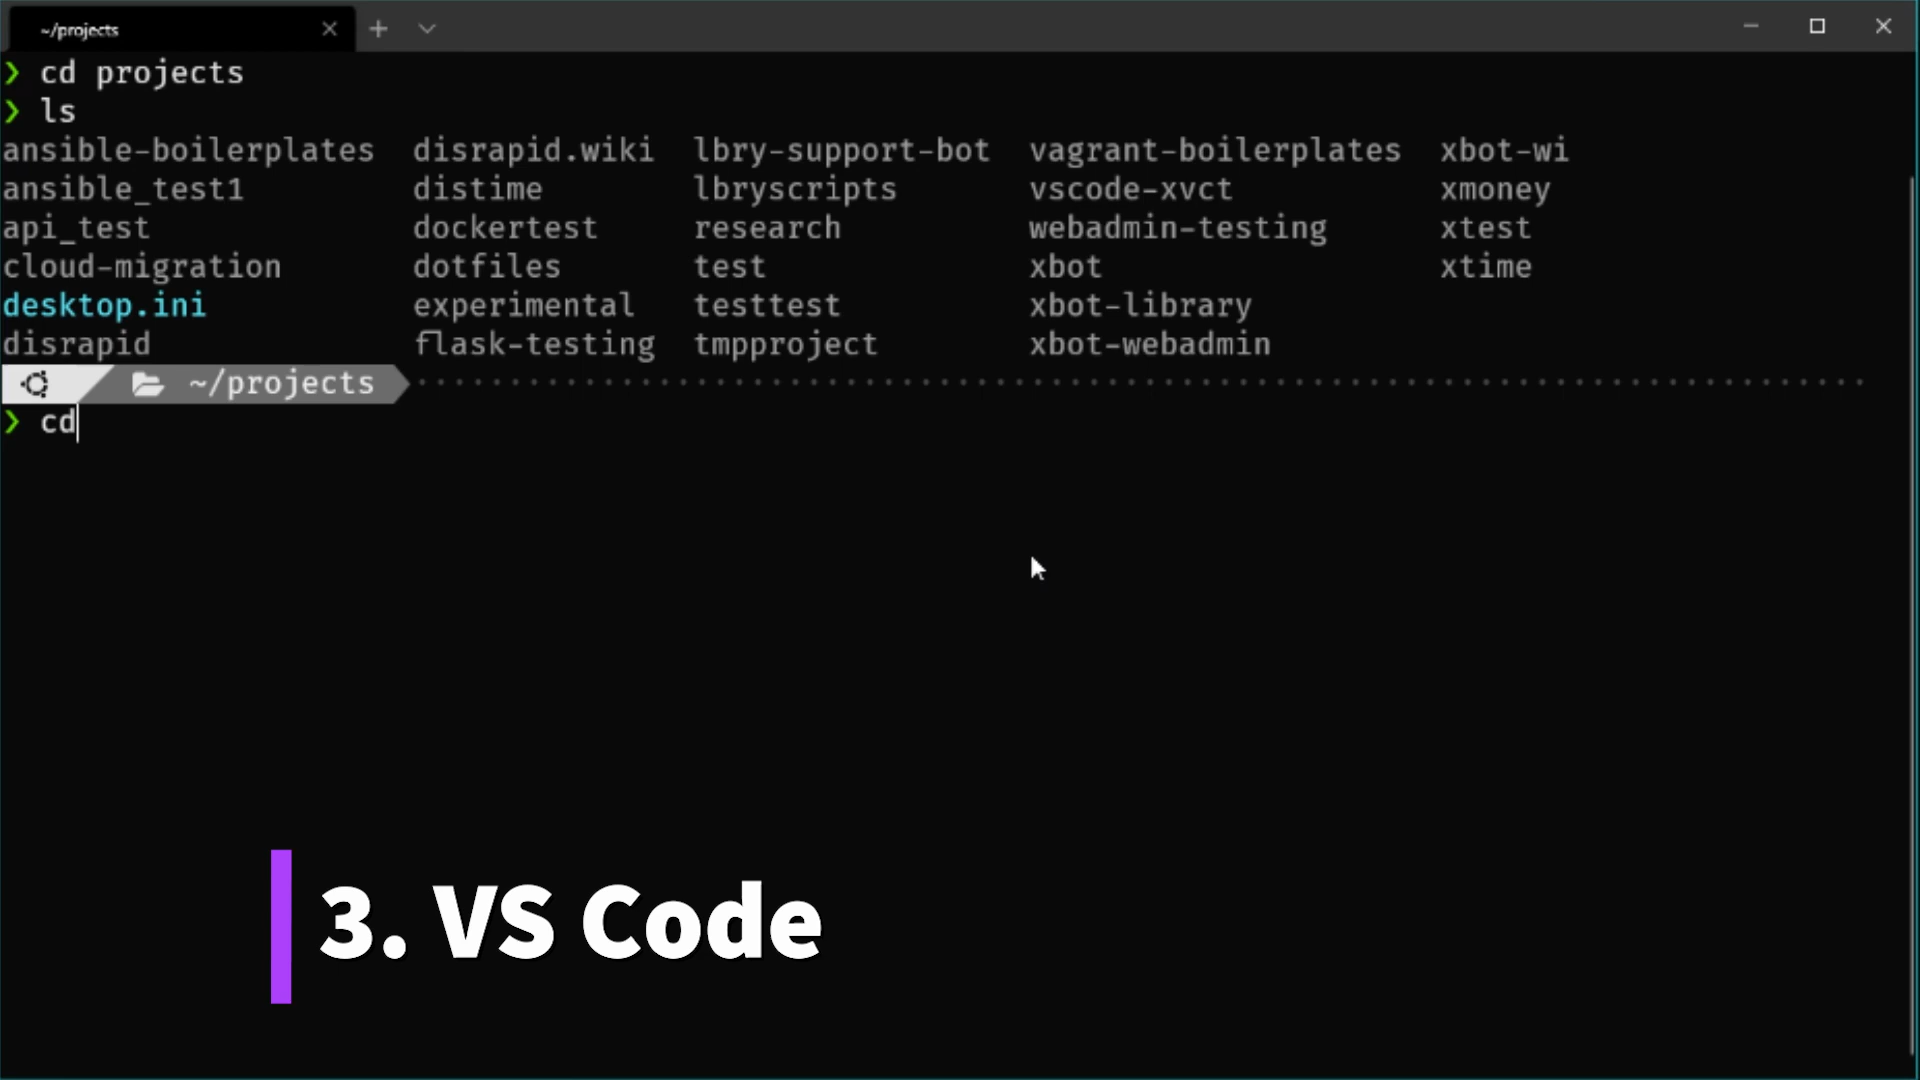 ~/projects
❯ cd projects
❯ ls
ansible-boilerplates disrapid.wiki lbry-support-bot vagrant-boilerplates xbot-wi
ansible_test1 distime lbryscripts vscode-xvct xmoney
api_test dockertest research webadmin-testing xtest
cloud-migration dotfiles test xbot xtime
desktop.ini experimental testtest xbot-library
disrapid flask-testing tmpproject xbot-webadmin
~/projects
❯ cd
3. VS Code